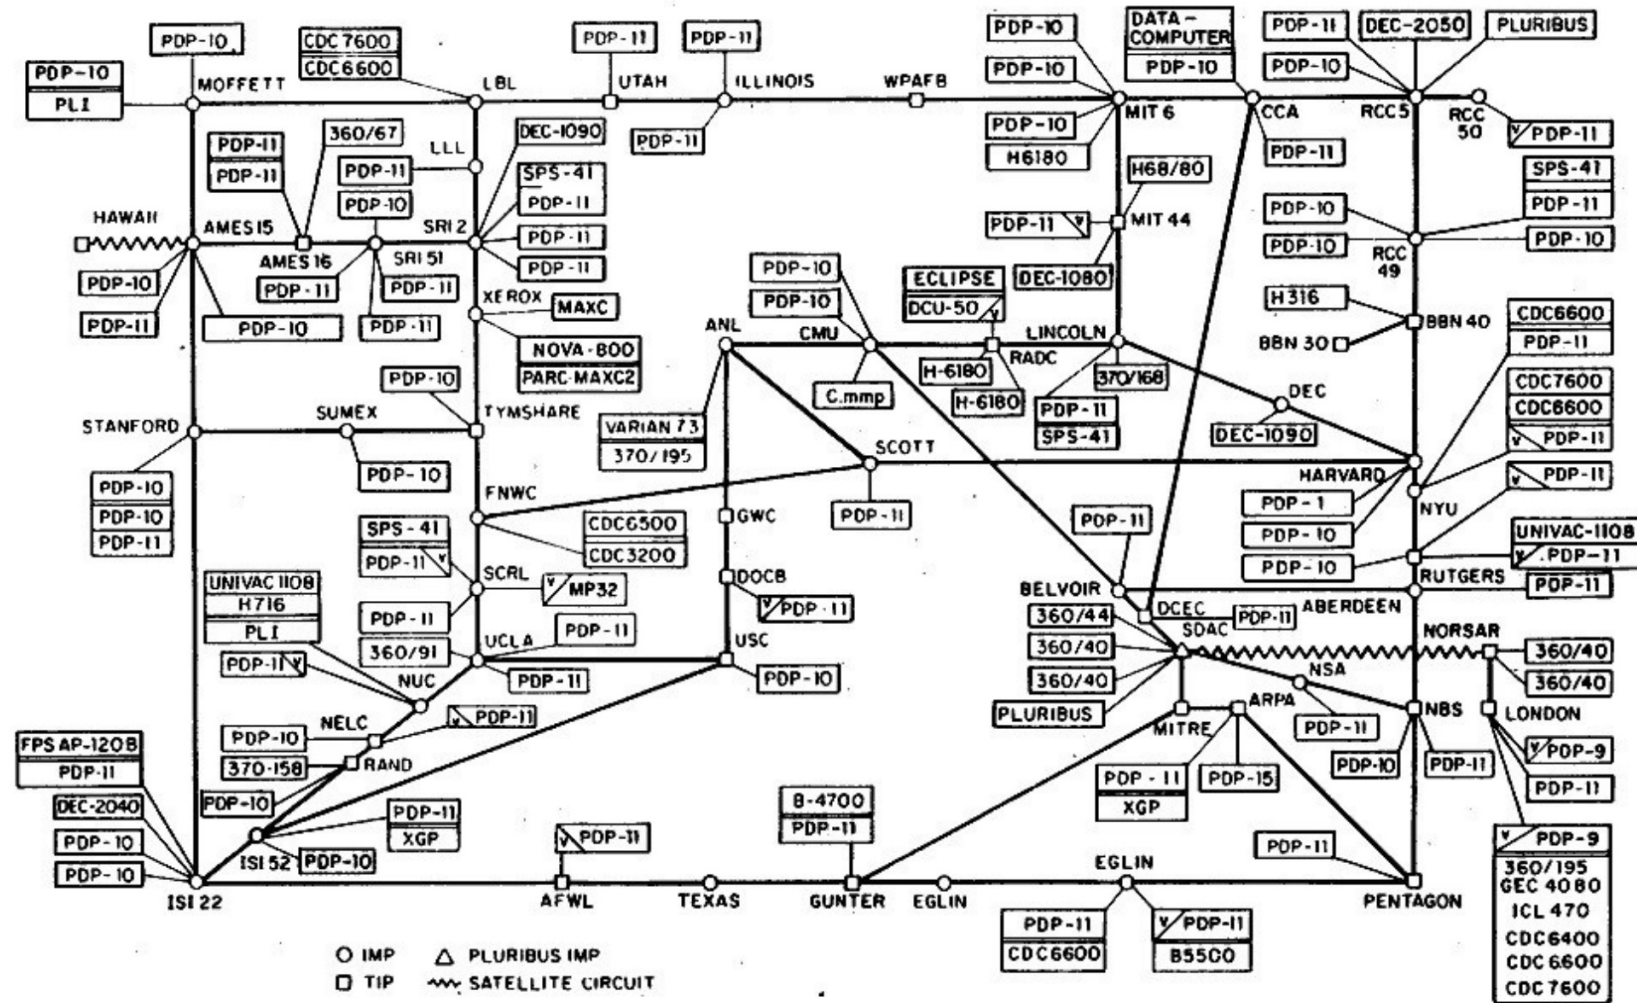 PDP-10
CDC7600
CDC6600
PDP-11
PDP-11
PDP-10
DATA-
COMPUTER
PDP-10
PDP-11
DEC-2050
PLURIBUS
PDP-10
PLI
MOFFETT
LBL
UTAH
ILLINOIS
WPAFB
PDP-10
PDP-10
MIT 6
CCA
RCC5
RCC
50
PDP-11
PDP-11
PDP-11
360/67
LLL
PDP-11
DEC-1090
PDP-11
PDP-10
H6180
PDP-11
V PDP-11
HAWAII
AMES15
AMES16
PDP-10
SRI51
SRI2
SPS-41
PDP-11
PDP-11
PDP-11
H68/80
PDP-11 V
MIT 44
DEC-1080
PDP-10
PDP-10
SPS-41
PDP-11
PDP-10
RCC
49
PDP-10
PDP-11
PDP-10
PDP-11
PDP-11
PDP-11
XEROX
MAXC
NOVA-800
PARC-MAXC2
PDP-10
PDP-10
ECLIPSE
DCU-50 V
H316
BBN 40
BBN 30
CDC6600
PDP-11
ANL
CMU
RADC
LINCOLN
H-6180
H-6180
370/168
C.mmp
PDP-11
SPS-41
DEC
DEC-1090
CDC7600
CDC6600
V PDP-11
STANFORD
SUMEX
PDP-10
TYMSHARE
PDP-10
VARIAN 73
370/195
SCOTT
PDP-11
HARVARD
V PDP-11
NYU
PDP-10
PDP-10
PDP-11
FNWC
CDC6500
CDC3200
GWC
PDP-11
PDP-1
PDP-10
PDP-10
UNIVAC-1108
V PDP-11
RUTGERS
PDP-11
SPS-41
PDP-11 V
SCRL
V MP32
DOCB
V PDP-11
BELVOIR
DCEC
PDP-11
ABERDEEN
UNIVAC 1108
H716
PLI
PDP-11 V
PDP-11
360/91
UCLA
PDP-11
PDP-11
USC
PDP-10
360/44
360/40
360/40
PLURIBUS
SDAC
NORSAR
360/40
360/40
NUC
NELC
PDP-10
V PDP-11
370-158
RAND
PDP-10
NSA
PDP-11
MITRE
ARPA
NBS
PDP-10
PDP-11
LONDON
V PDP-9
PDP-11
FPS AP-120B
PDP-11
DEC-2040
PDP-10
PDP-10
ISI 22
ISI 52
PDP-11
XGP
PDP-10
PDP-11
XGP
PDP-15
B-4700
PDP-11
V PDP-11
AFWL
TEXAS
GUNTER
EGLIN
EGLIN
PDP-11
PENTAGON
PDP-11
CDC6600
V PDP-11
B5500
V PDP-9
360/195
GEC 4080
ICL 470
CDC6400
CDC6600
CDC7600
IMP
PLURIBUS IMP
TIP
SATELLITE CIRCUIT